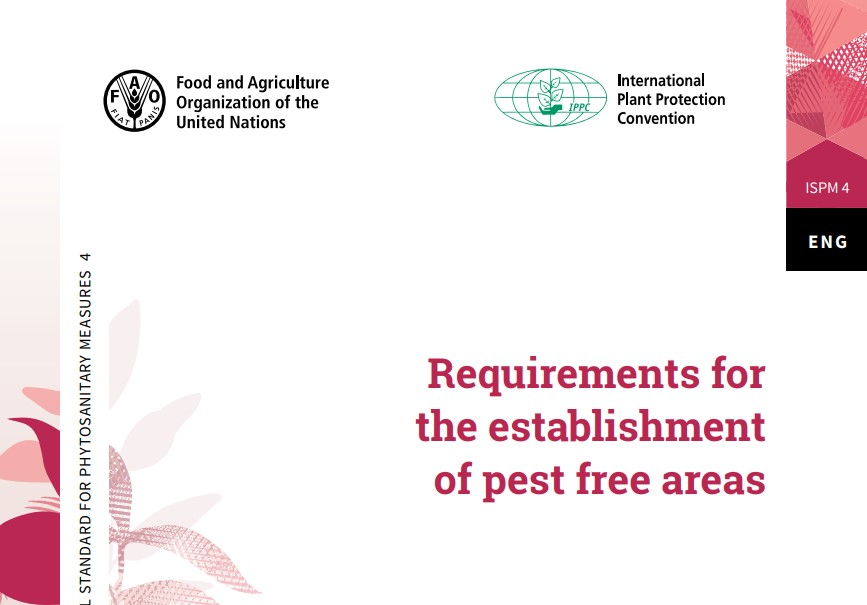 FAO
FIAT PANIS
Food and Agriculture
Organization of the
United Nations
IPPC
International
Plant Protection
Convention
ISPM 4
ENG
L STANDARD FOR PHYTOSANITARY MEASURES 4
Requirements for
the establishment
of pest free areas